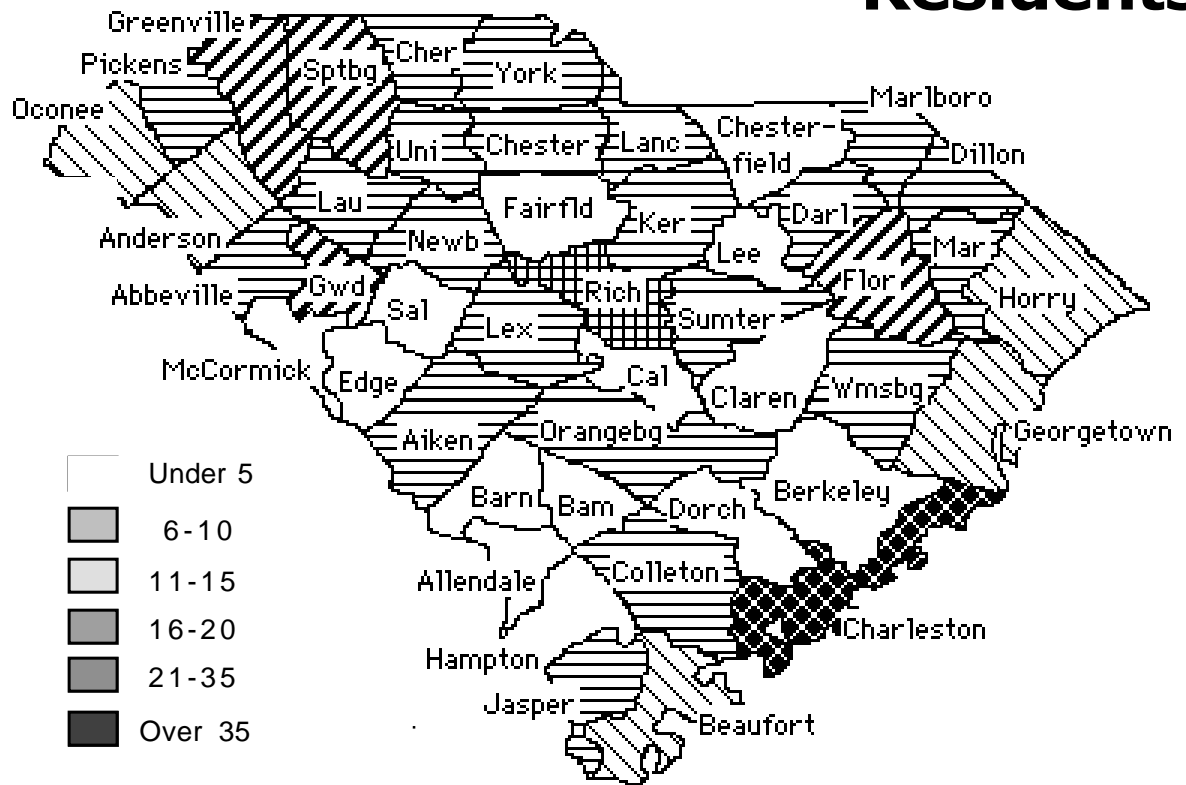 Residents
Greenville
Cher
Pickens
Sptbg
York
Oconee
Marlboro
Chester-
field
Uni
Chester
Lanc
Dillon
Lau
Fairfld
Ker
Darl
Anderson
Newb
Lee
Mar
Abbeville
Gwd
Sal
Rich
Flor
Horry
Lex
Sumter
McCormick
Edge
Cal
Claren
Wmsbg
Aiken
Orangebg
Georgetown
Barn
Bam
Dorch
Berkeley
Allendale
Colleton
Charleston
Hampton
Jasper
Beaufort
Under 5
6-10
11-15
16-20
21-35
Over 35